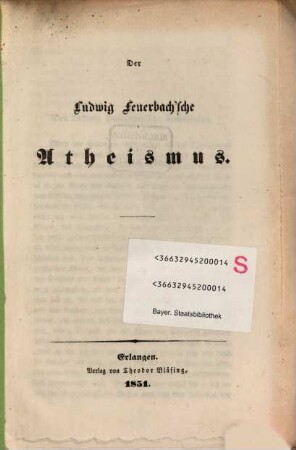 Der
Ludwig Feuerbach'sche
Atheismus.
<36632945200014
S
<36632945200014
Bayer. Staatsbibliothek
Erlangen.
Verlag von Theodor Bläsing.
1851.